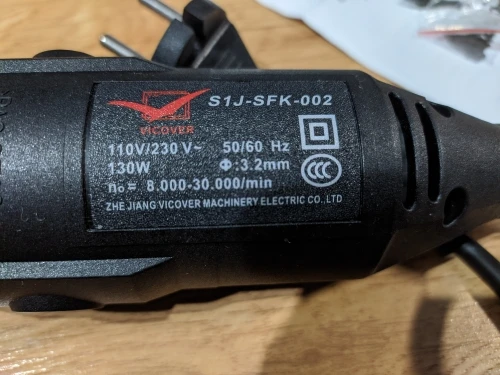 S1J-SFK-002
VICOVER
110V/230 V~ 50/60 Hz
130W Φ:3.2mm
n₀= 8.000-30.000/min
ZHE JIANG VICOVER MACHINERY ELECTRIC CO.,LTD